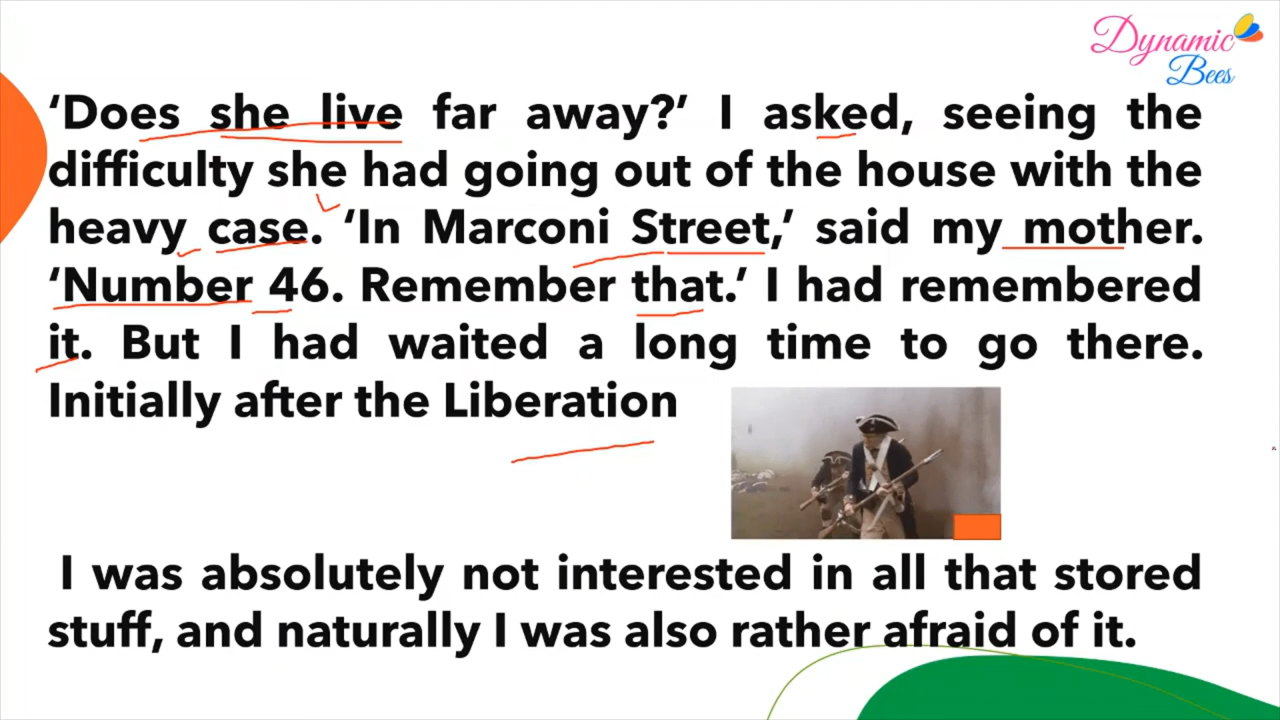 Dynamic
Bees
‘Does she live far away?’ I asked, seeing the
difficulty she had going out of the house with the
heavy case. ‘In Marconi Street,’ said my mother.
‘Number 46. Remember that.’ I had remembered
it. But I had waited a long time to go there.
Initially after the Liberation
I was absolutely not interested in all that stored
stuff, and naturally I was also rather afraid of it.